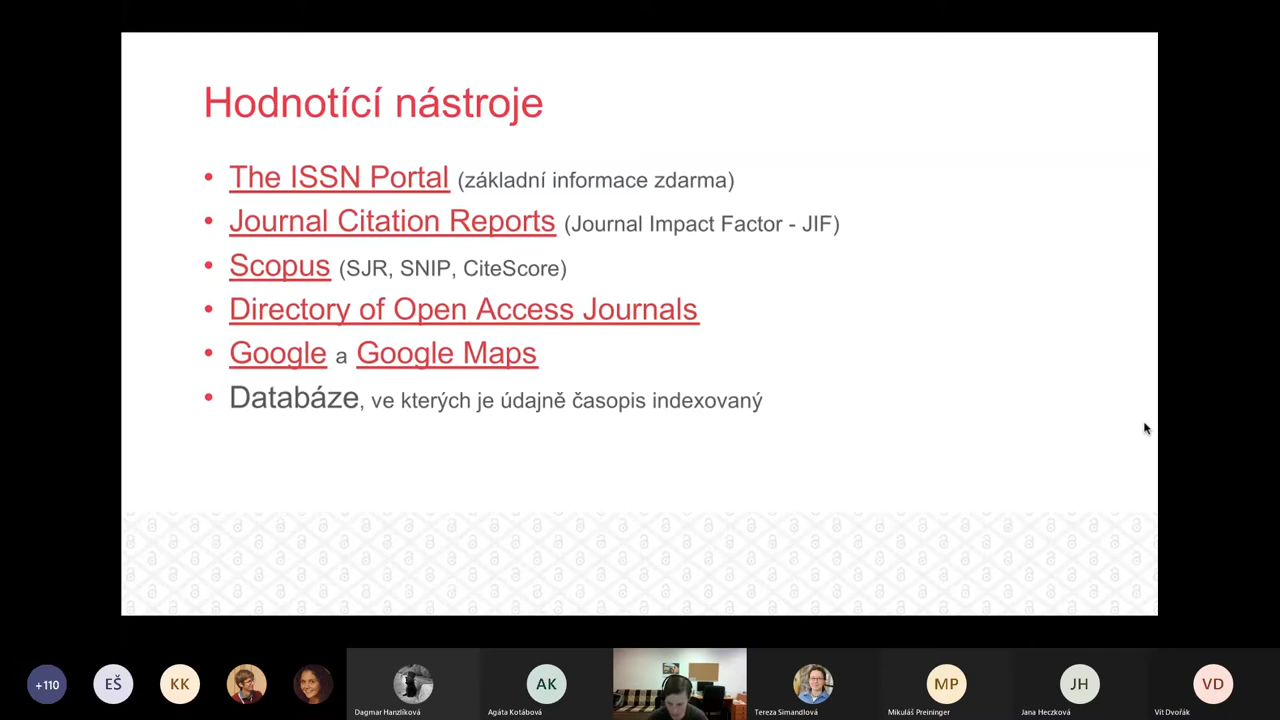 Hodnotící nástroje
• The ISSN Portal (základní informace zdarma)
• Journal Citation Reports (Journal Impact Factor - JIF)
• Scopus (SJR, SNIP, CiteScore)
• Directory of Open Access Journals
• Google a Google Maps
• Databáze, ve kterých je údajně časopis indexovaný
+110
EŠ
KK
AK
MP
JH
VD
Dagmar Hanzlíková
Agáta Kotábová
Tereza Simandlová
Mikuláš Preininger
Jana Heczková
Vít Dvořák